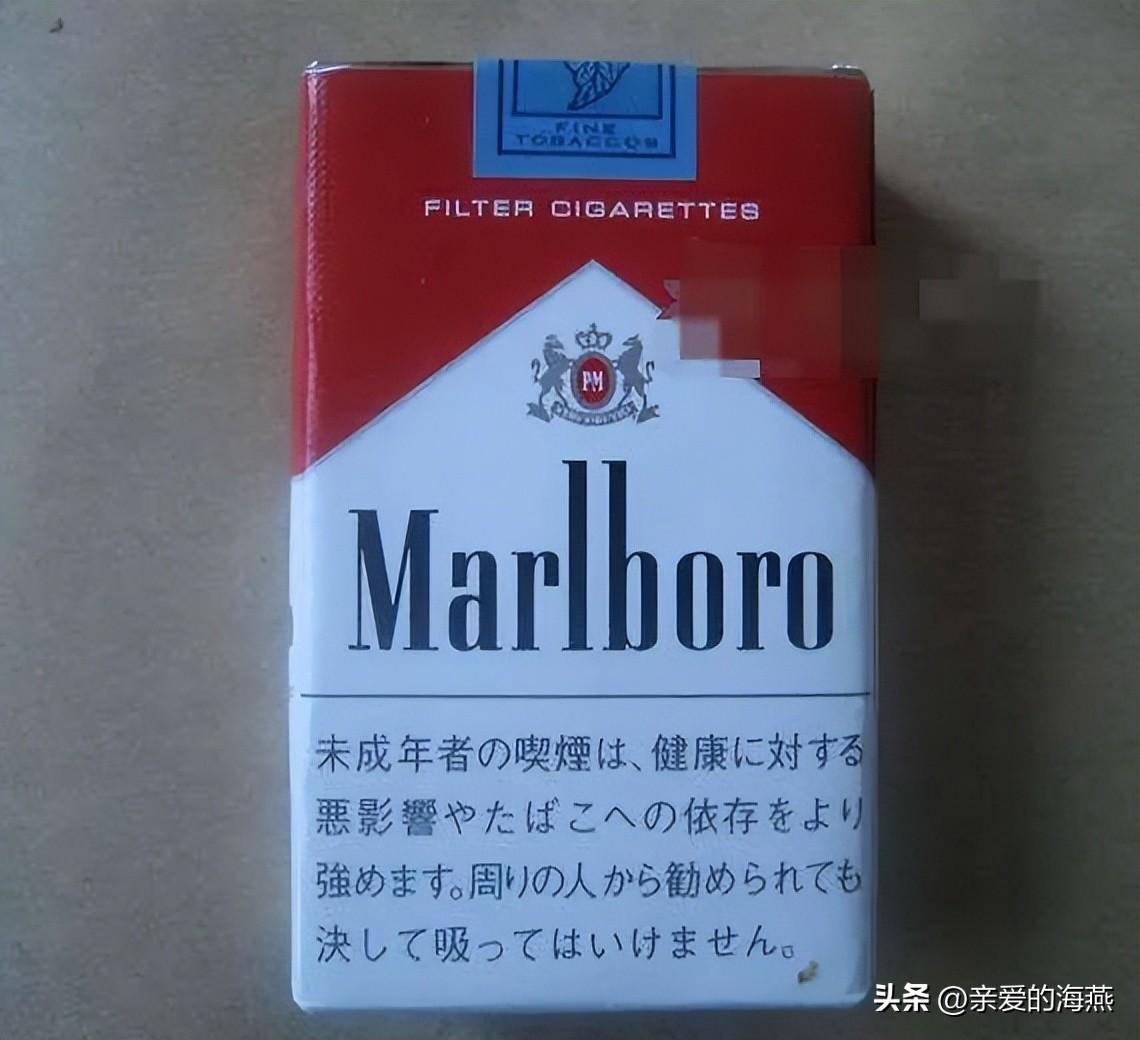 FINE
TOBACCOS
FILTER CIGARETTES
PM
Marlboro
未成年者の喫煙は、健康に対する
悪影響やたばこへの依存をより
強めます。周りの人から勧められても
決して吸ってはいけません。
头条 @亲爱的海燕